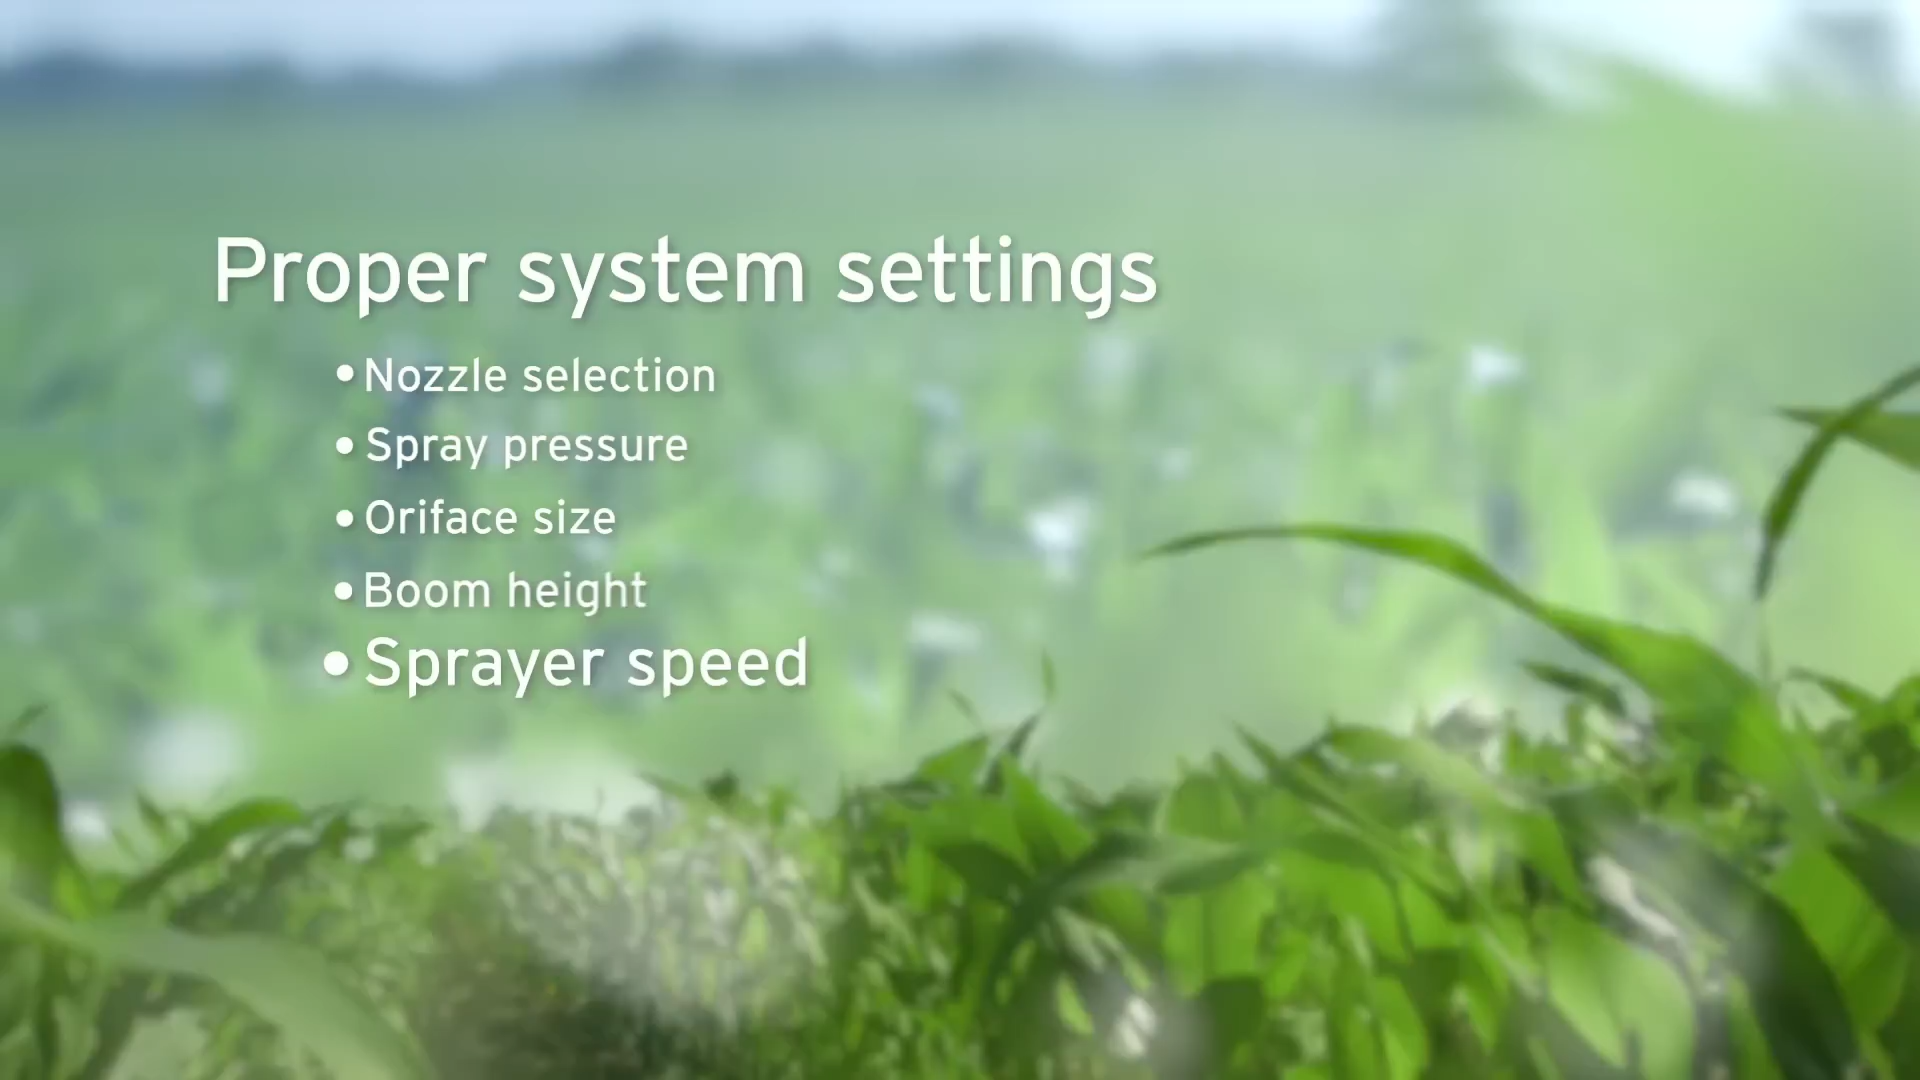 Proper system settings
• Nozzle selection
• Spray pressure
• Oriface size
• Boom height
• Sprayer speed